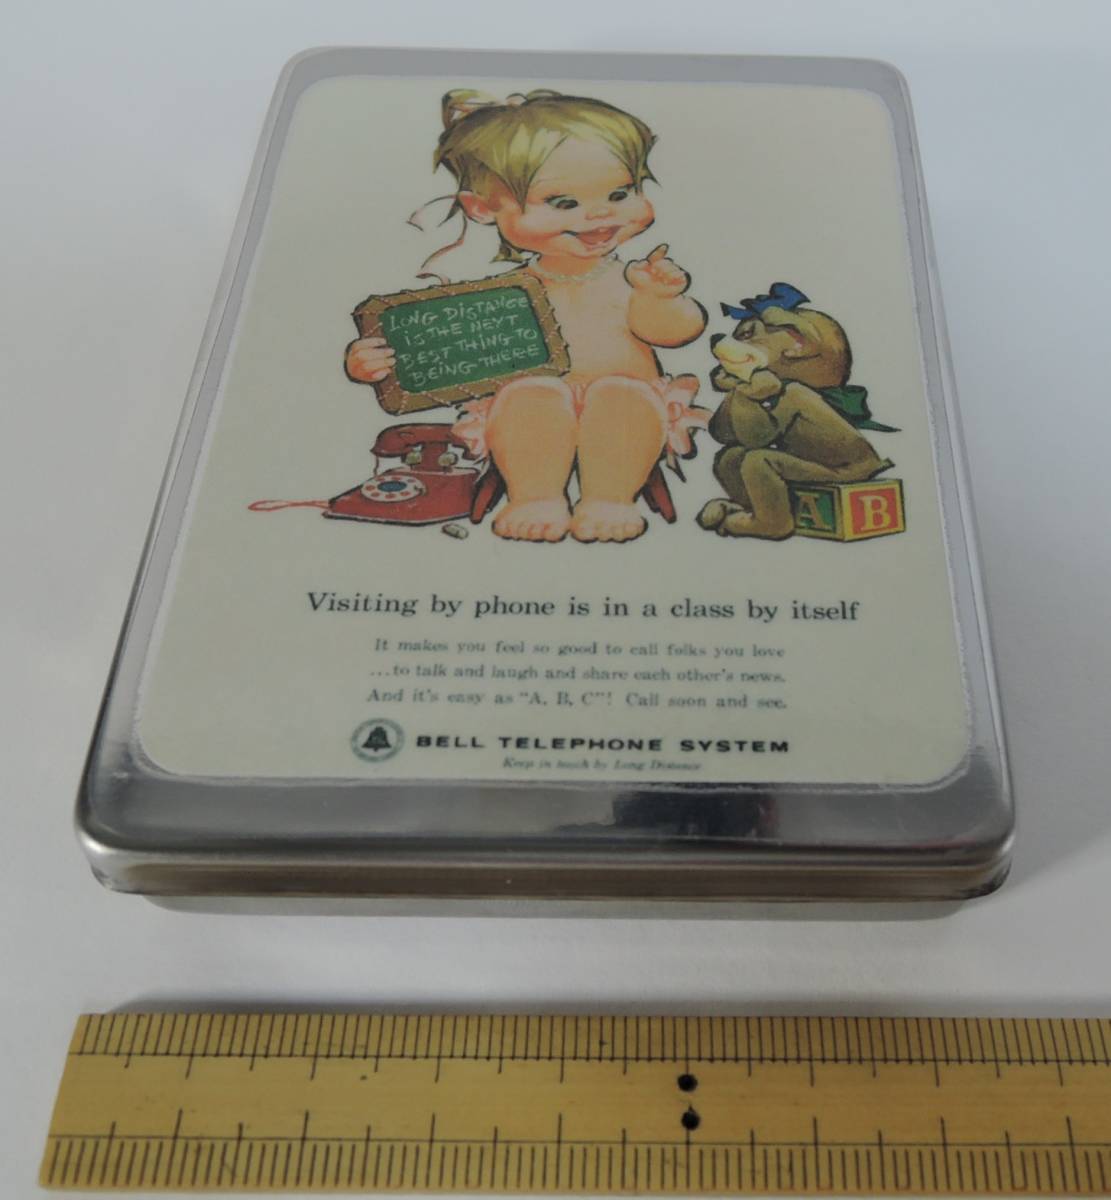 LONG DISTANCE
iS THE NEXT
BEST THING TO
BEING THERE
A B
Visiting by phone is in a class by itself
It makes you feel so good to call folks you love
...to talk and laugh and share each other's news.
And it's easy as "A, B, C"! Call soon and see.
BELL TELEPHONE SYSTEM
Keep in touch by Long Distance